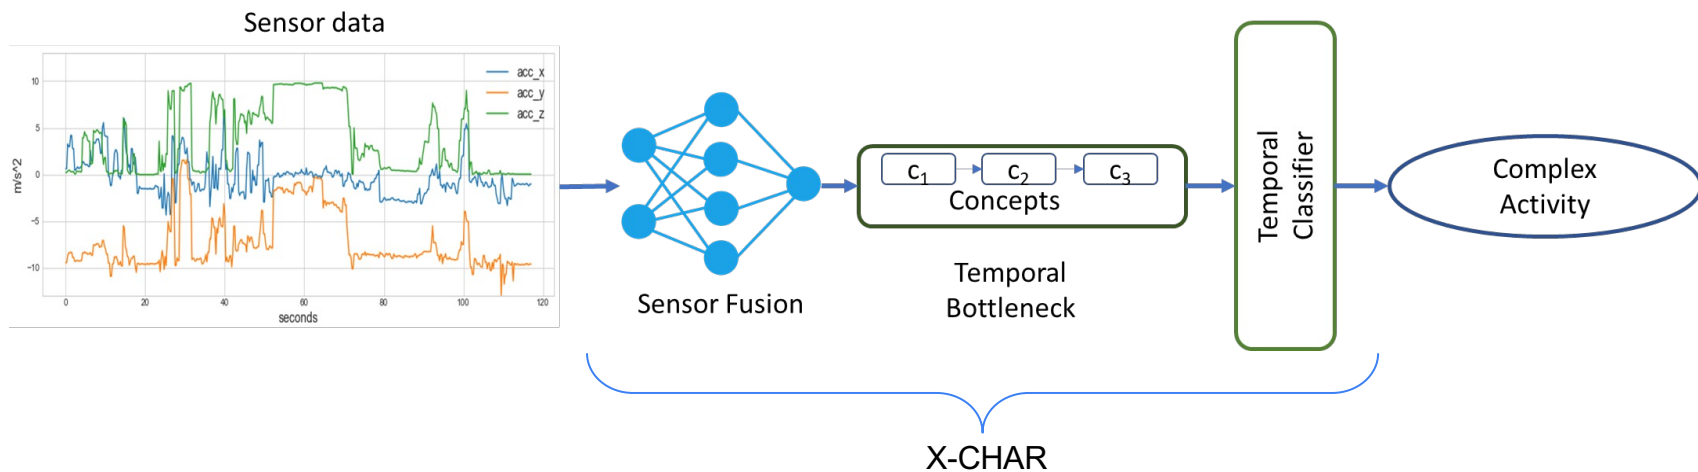 Sensor data
acc_x
acc_y
acc_z
10
5
0
−5
−10
m/s^2
0 20 40 60 80 100 120
seconds
Sensor Fusion
c1 c2 c3
Concepts
Temporal
Bottleneck
Temporal
Classifier
Complex
Activity
X-CHAR